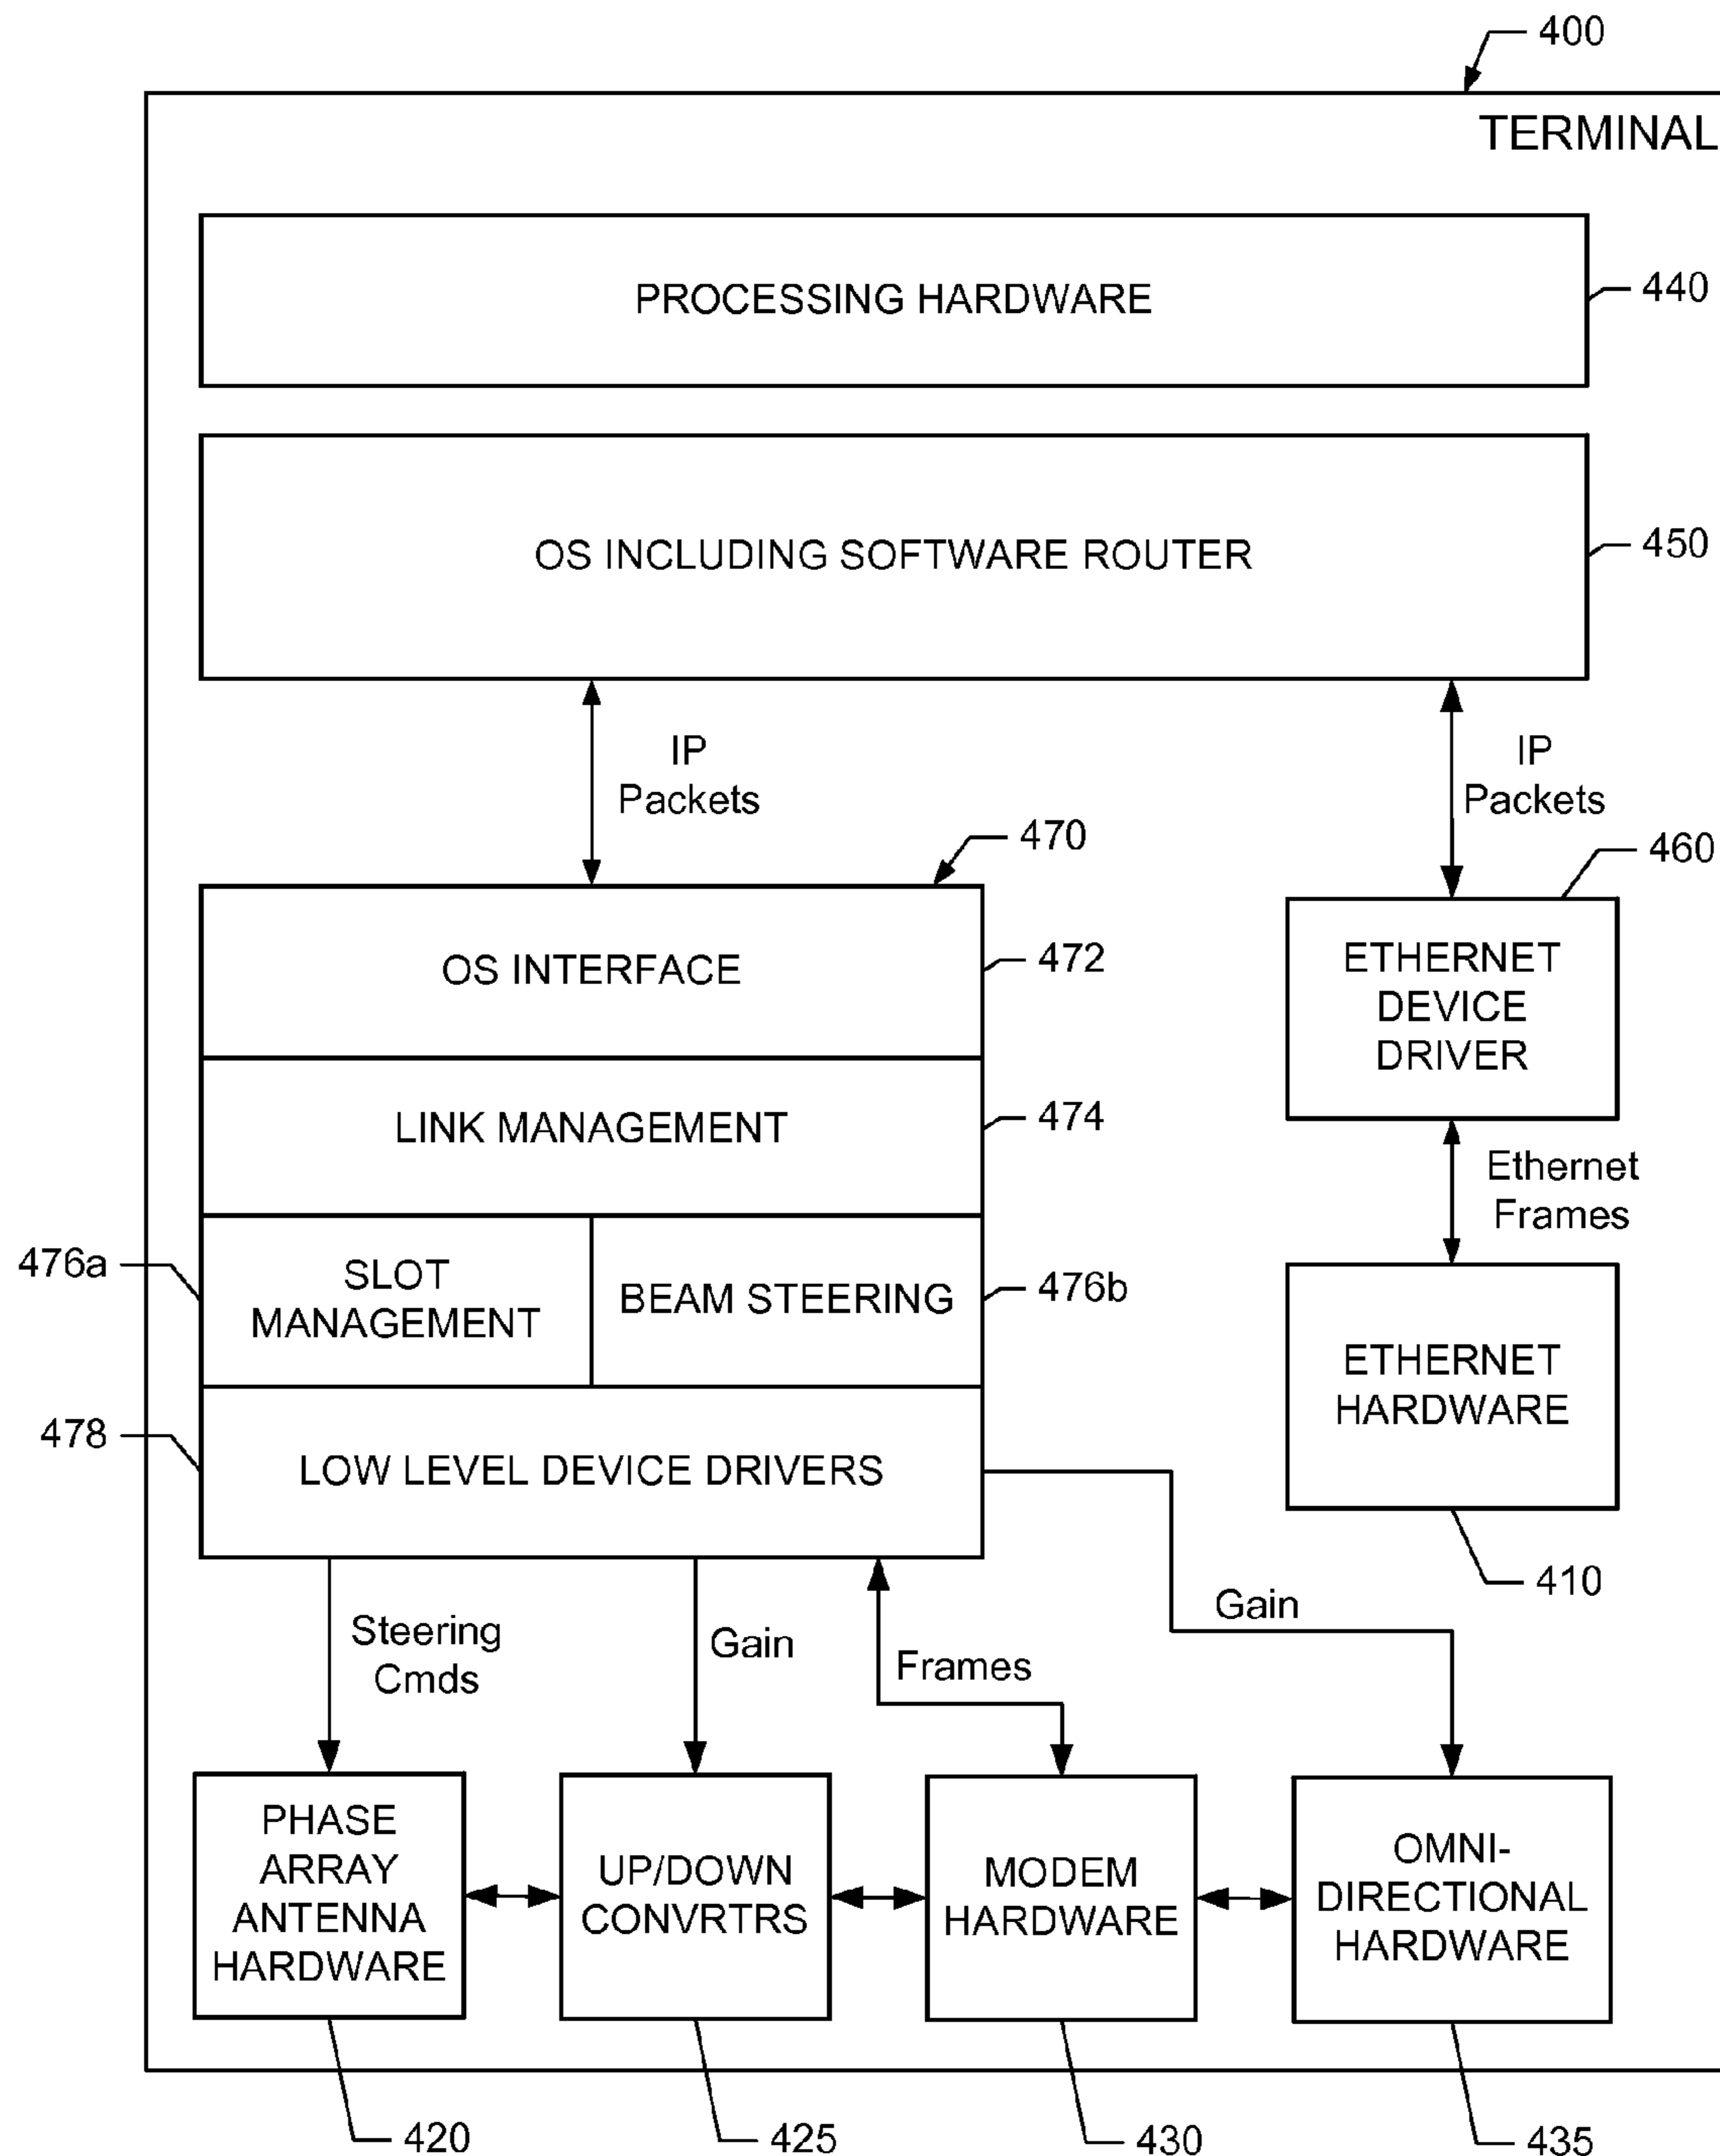 400
TERMINAL
PROCESSING HARDWARE
440
OS INCLUDING SOFTWARE ROUTER
450
IP
Packets
IP
Packets
470
460
OS INTERFACE
472
ETHERNET
DEVICE
DRIVER
LINK MANAGEMENT
474
Ethernet
Frames
476a
SLOT
MANAGEMENT
BEAM STEERING
476b
ETHERNET
HARDWARE
478
LOW LEVEL DEVICE DRIVERS
410
Steering
Cmds
Gain
Frames
Gain
PHASE
ARRAY
ANTENNA
HARDWARE
UP/DOWN
CONVRTRS
MODEM
HARDWARE
OMNI-
DIRECTIONAL
HARDWARE
420
425
430
435